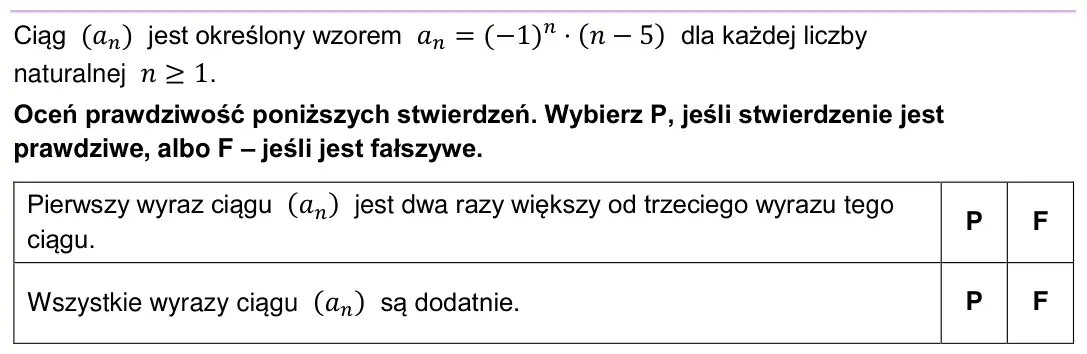 Ciąg (aₙ) jest określony wzorem aₙ = (−1)ⁿ · (n − 5) dla każdej liczby
naturalnej n ≥ 1.
Oceń prawdziwość poniższych stwierdzeń. Wybierz P, jeśli stwierdzenie jest
prawdziwe, albo F – jeśli jest fałszywe.
Pierwszy wyraz ciągu (aₙ) jest dwa razy większy od trzeciego wyrazu tego
ciągu.
P F
Wszystkie wyrazy ciągu (aₙ) są dodatnie.
P F